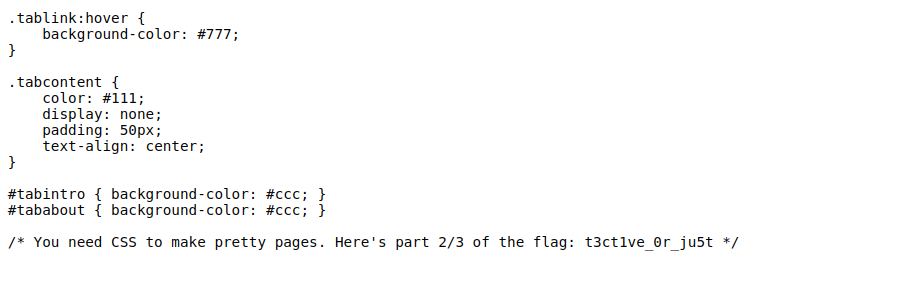 .tablink:hover {
    background-color: #777;
}
.tabcontent {
    color: #111;
    display: none;
    padding: 50px;
    text-align: center;
}
#tabintro { background-color: #ccc; }
#tababout { background-color: #ccc; }
/* You need CSS to make pretty pages. Here's part 2/3 of the flag: t3ct1ve_0r_ju5t */